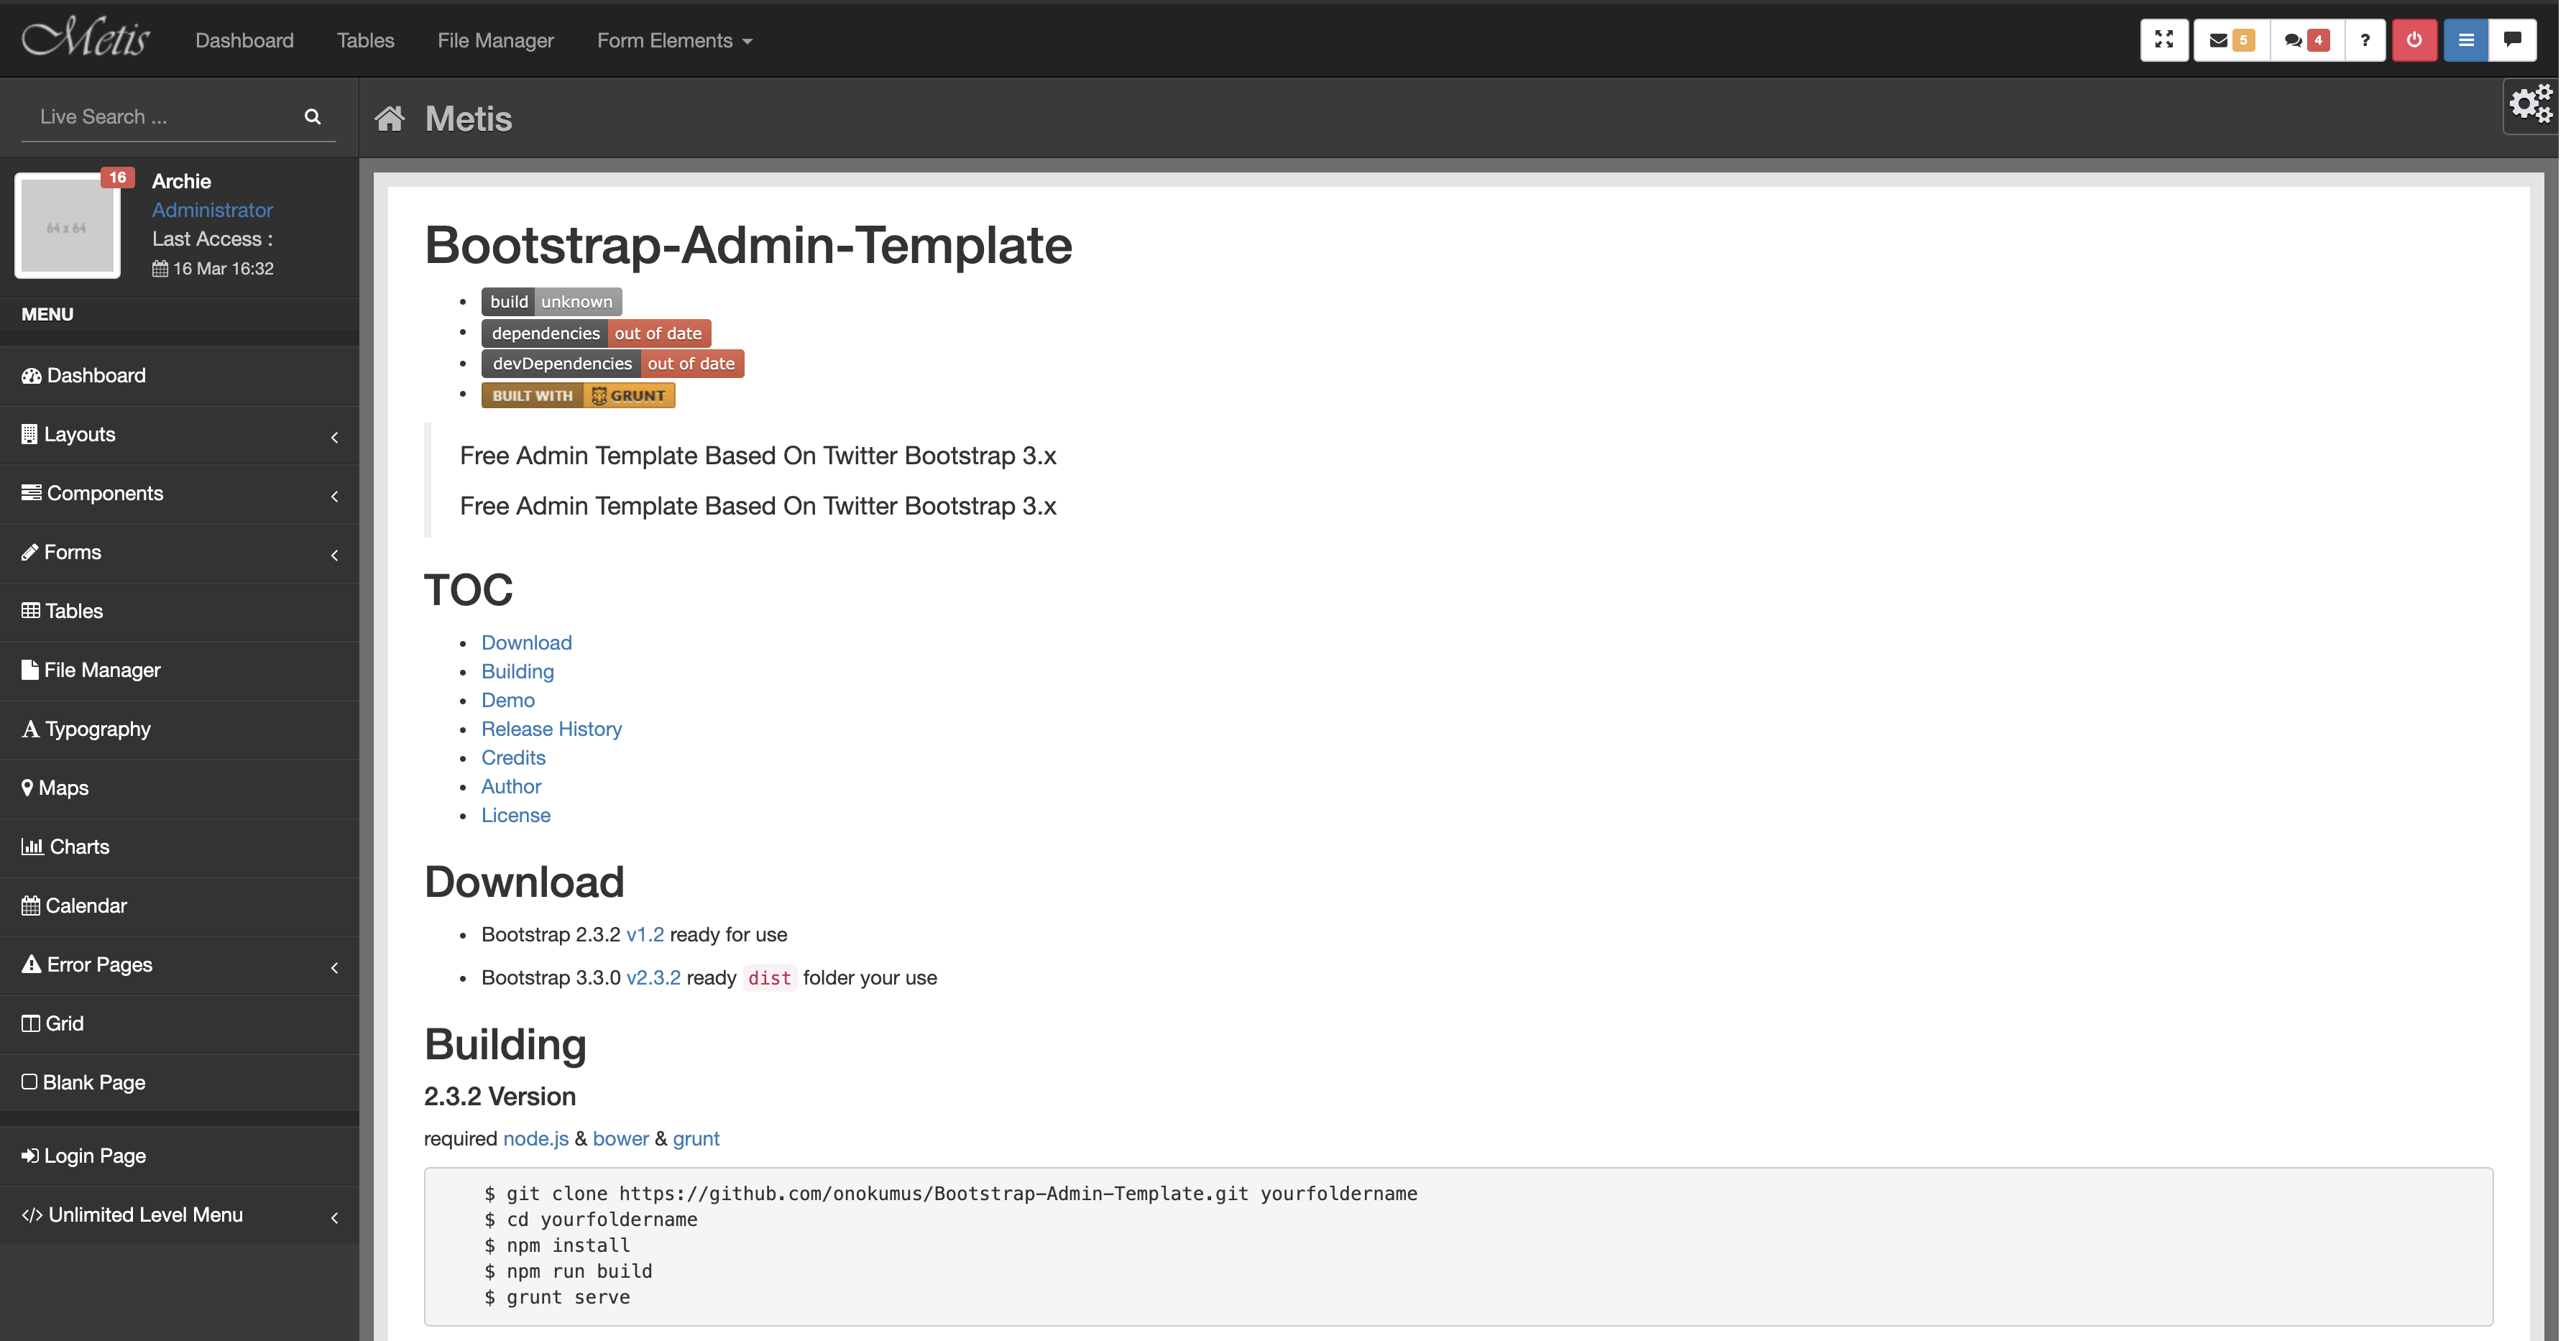 Metis
Dashboard
Tables
File Manager
Form Elements
5
4
?
Live Search ...
Metis
16
64 x 64
Archie
Administrator
Last Access :
16 Mar 16:32
MENU
Dashboard
Layouts
Components
Forms
Tables
File Manager
Typography
Maps
Charts
Calendar
Error Pages
Grid
Blank Page
Login Page
Unlimited Level Menu
Bootstrap-Admin-Template
build unknown
dependencies out of date
devDependencies out of date
BUILT WITH GRUNT
Free Admin Template Based On Twitter Bootstrap 3.x
Free Admin Template Based On Twitter Bootstrap 3.x
TOC
Download
Building
Demo
Release History
Credits
Author
License
Download
Bootstrap 2.3.2 v1.2 ready for use
Bootstrap 3.3.0 v2.3.2 ready dist folder your use
Building
2.3.2 Version
required node.js & bower & grunt
$ git clone https://github.com/onokumus/Bootstrap-Admin-Template.git yourfoldername
$ cd yourfoldername
$ npm install
$ npm run build
$ grunt serve